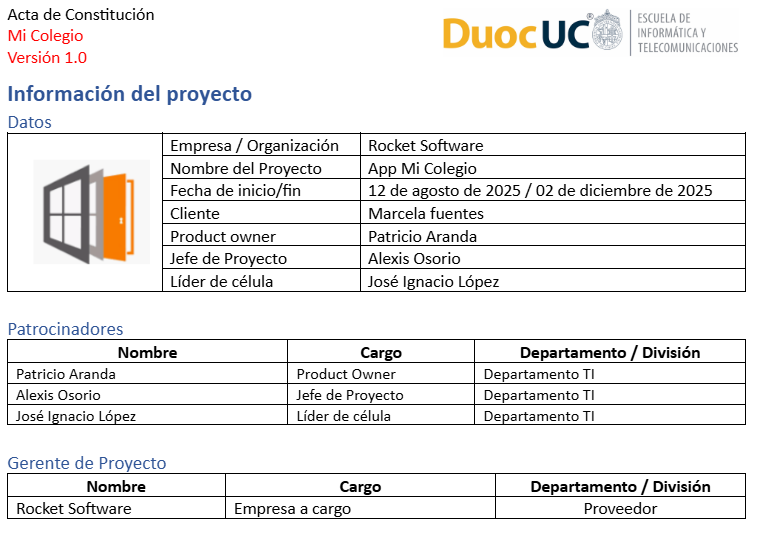 Acta de Constitución
Mi Colegio
Versión 1.0
DuocUC®
ESCUELA DE
INFORMÁTICA Y
TELECOMUNICACIONES
Información del proyecto
Datos
Empresa / Organización Rocket Software
Nombre del Proyecto App Mi Colegio
Fecha de inicio/fin 12 de agosto de 2025 / 02 de diciembre de 2025
Cliente Marcela fuentes
Product owner Patricio Aranda
Jefe de Proyecto Alexis Osorio
Líder de célula José Ignacio López
Patrocinadores
Nombre Cargo Departamento / División
Patricio Aranda Product Owner Departamento TI
Alexis Osorio Jefe de Proyecto Departamento TI
José Ignacio López Líder de célula Departamento TI
Gerente de Proyecto
Nombre Cargo Departamento / División
Rocket Software Empresa a cargo Proveedor